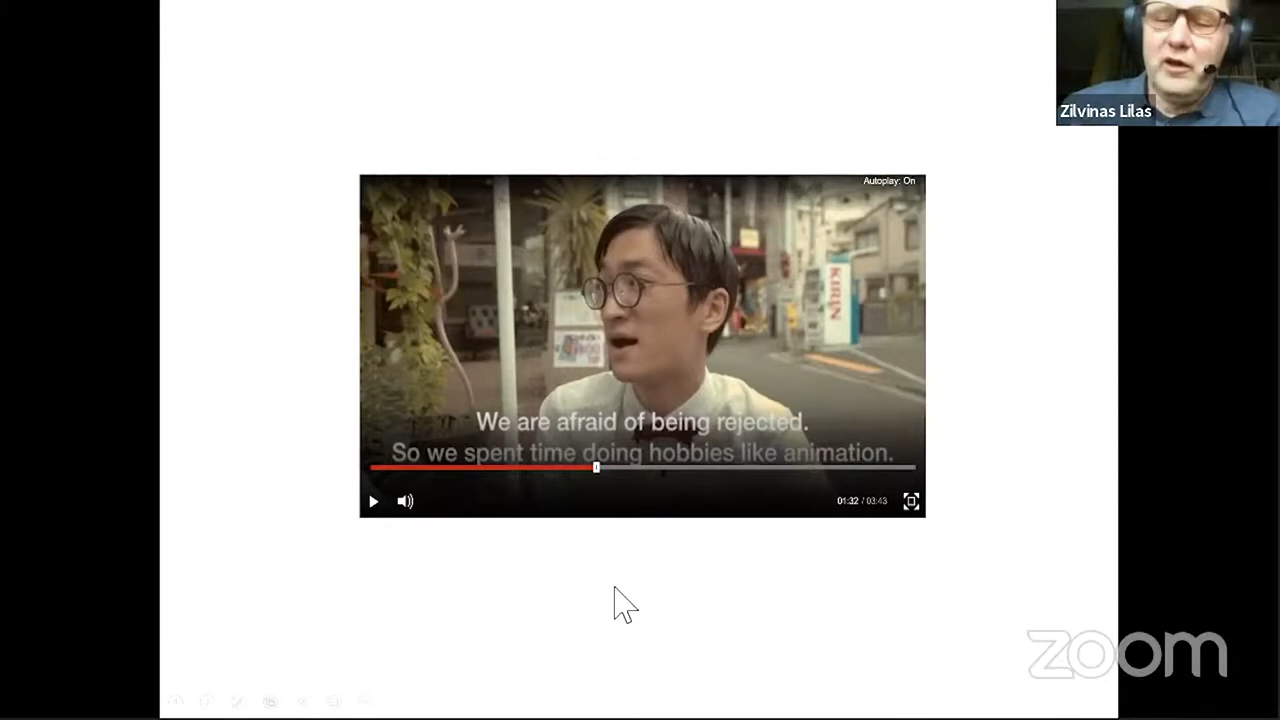 Zilvinas Lilas
Autoplay: On
KIRIN
We are afraid of being rejected.
So we spent time doing hobbies like animation.
01:32 / 03:43
zoom